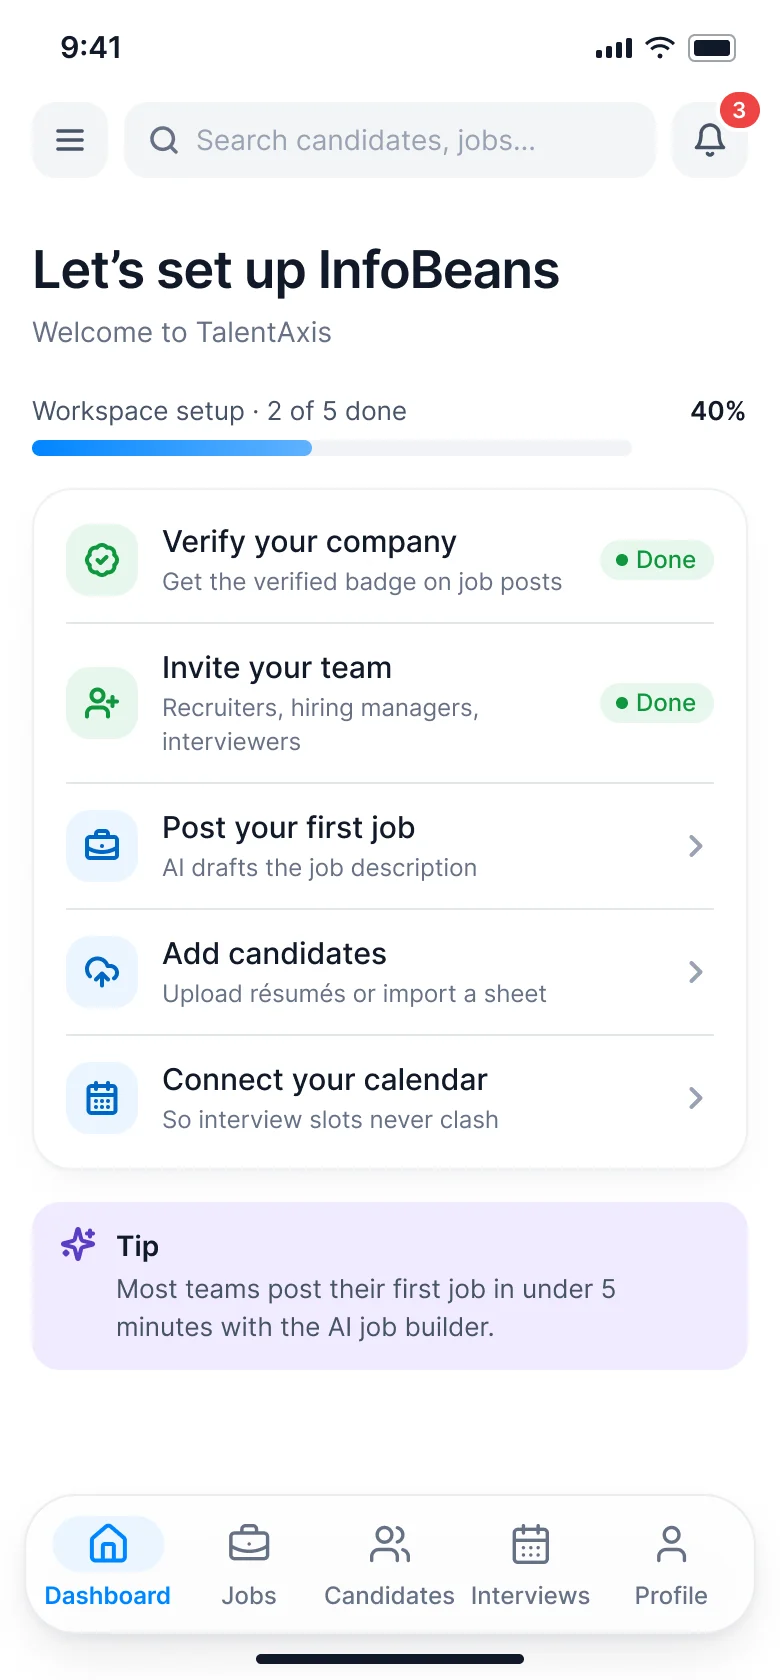 9:41
Search candidates, jobs...
3
Let’s set up InfoBeans
Welcome to TalentAxis
Workspace setup · 2 of 5 done 40%
Verify your company
Get the verified badge on job posts
Done
Invite your team
Recruiters, hiring managers,
interviewers
Done
Post your first job
AI drafts the job description
Add candidates
Upload résumés or import a sheet
Connect your calendar
So interview slots never clash
Tip
Most teams post their first job in under 5
minutes with the AI job builder.
Dashboard Jobs Candidates Interviews Profile